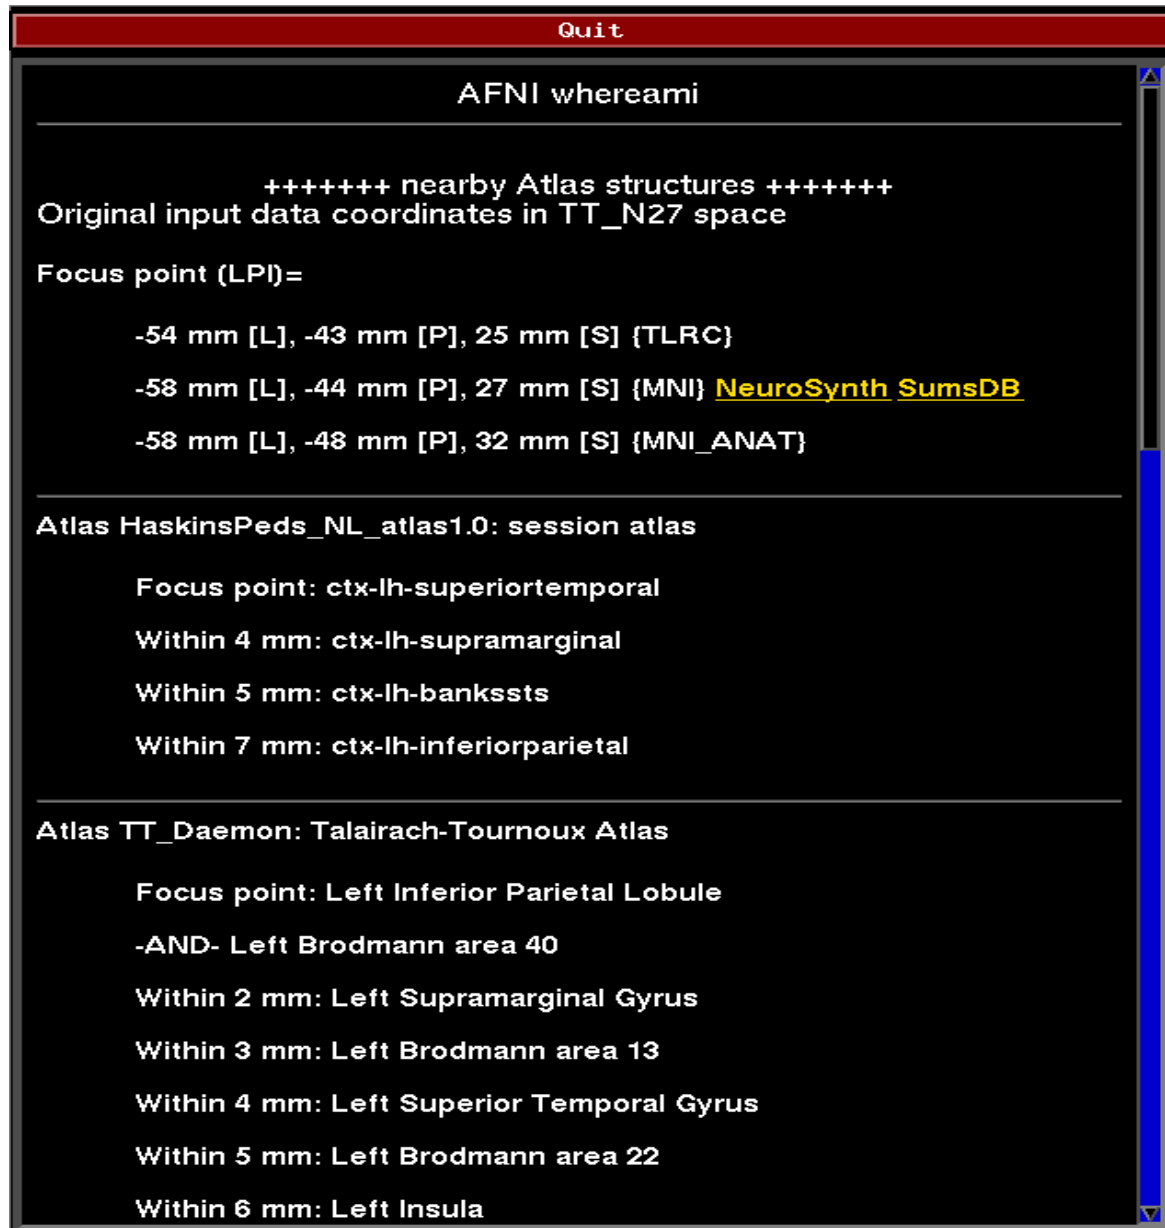 Quit
AFNI whereami
+++++++ nearby Atlas structures +++++++
Original input data coordinates in TT_N27 space
Focus point (LPI)=
-54 mm [L], -43 mm [P], 25 mm [S] {TLRC}
-58 mm [L], -44 mm [P], 27 mm [S] {MNI} NeuroSynth SumsDB
-58 mm [L], -48 mm [P], 32 mm [S] {MNI_ANAT}
Atlas HaskinsPeds_NL_atlas1.0: session atlas
Focus point: ctx-lh-superiortemporal
Within 4 mm: ctx-lh-supramarginal
Within 5 mm: ctx-lh-bankssts
Within 7 mm: ctx-lh-inferiorparietal
Atlas TT_Daemon: Talairach-Tournoux Atlas
Focus point: Left Inferior Parietal Lobule
-AND- Left Brodmann area 40
Within 2 mm: Left Supramarginal Gyrus
Within 3 mm: Left Brodmann area 13
Within 4 mm: Left Superior Temporal Gyrus
Within 5 mm: Left Brodmann area 22
Within 6 mm: Left Insula